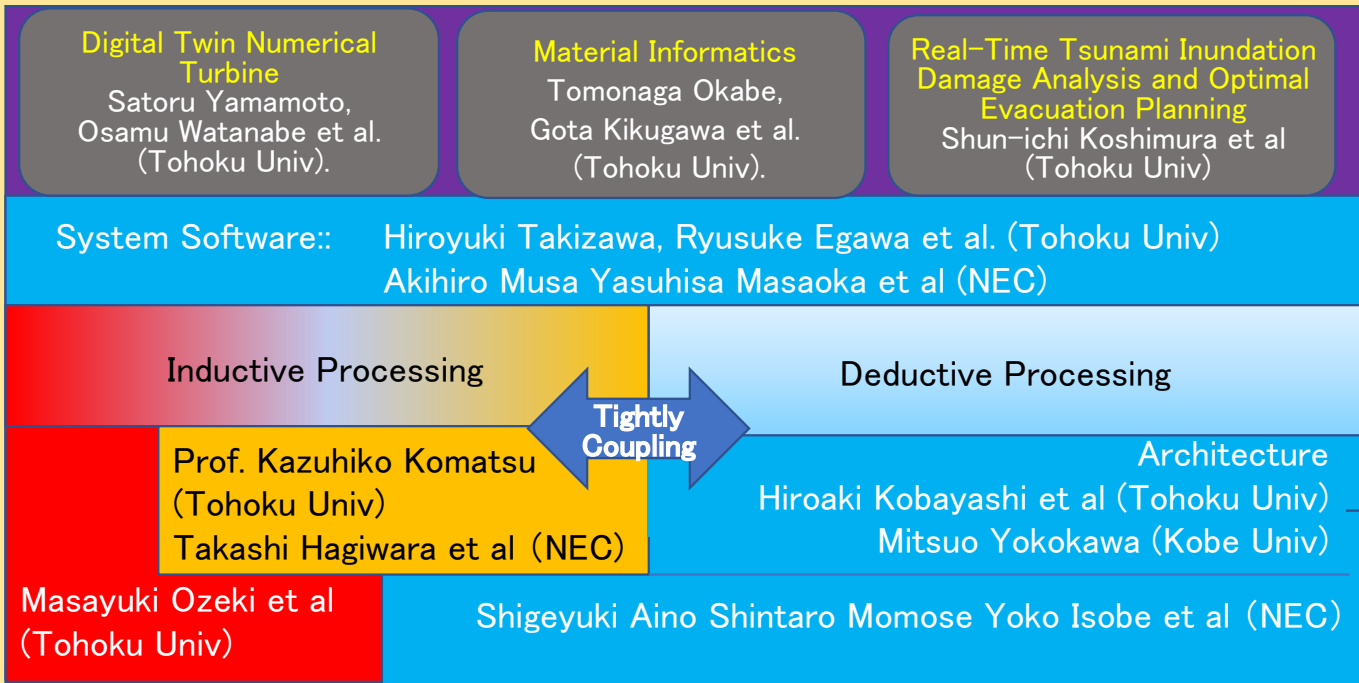 Digital Twin Numerical
Turbine
Satoru Yamamoto,
Osamu Watanabe et al.
(Tohoku Univ).
Material Informatics
Tomonaga Okabe,
Gota Kikugawa et al.
(Tohoku Univ).
Real-Time Tsunami Inundation
Damage Analysis and Optimal
Evacuation Planning
Shun-ichi Koshimura et al
(Tohoku Univ)
System Software:: Hiroyuki Takizawa, Ryusuke Egawa et al. (Tohoku Univ)
Akihiro Musa Yasuhisa Masaoka et al (NEC)
Inductive Processing
Deductive Processing
Tightly
Coupling
Prof. Kazuhiko Komatsu
(Tohoku Univ)
Takashi Hagiwara et al (NEC)
Architecture
Hiroaki Kobayashi et al (Tohoku Univ)
Mitsuo Yokokawa (Kobe Univ)
Masayuki Ozeki et al
(Tohoku Univ)
Shigeyuki Aino Shintaro Momose Yoko Isobe et al (NEC)